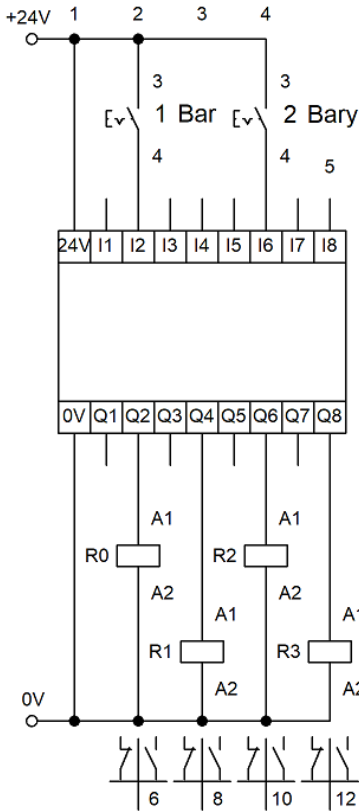 +24V 1 2 3 4
3 3
1 Bar 2 Bary
4 4 5
24V I1 I2 I3 I4 I5 I6 I7 I8
0V Q1 Q2 Q3 Q4 Q5 Q6 Q7 Q8
A1 A1
R0 R2
A2 A2
A1 A1
R1 R3
A2 A2
0V
6 8 10 12